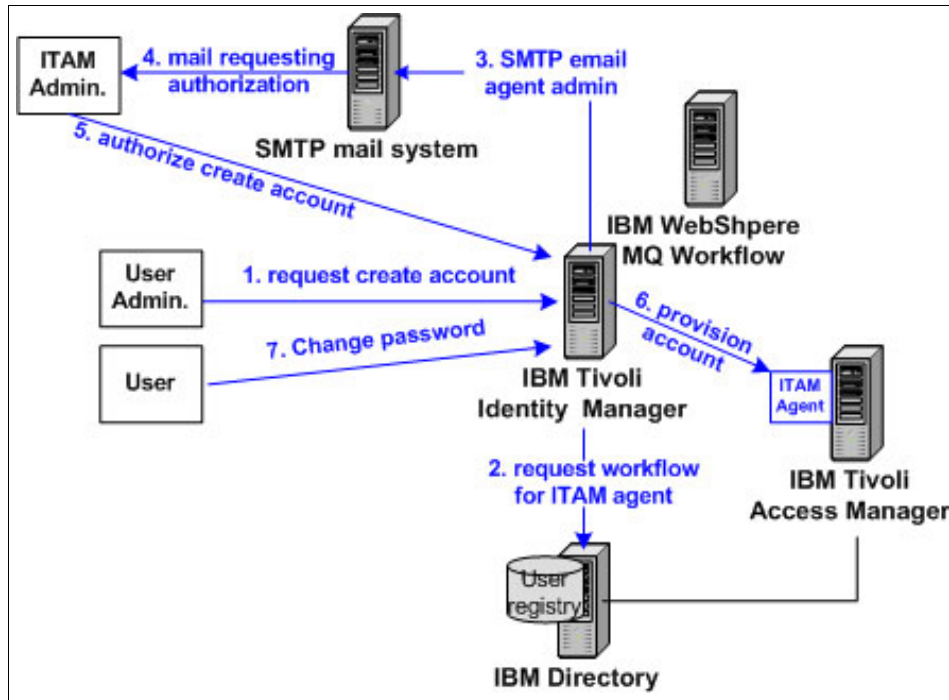 ITAM
Admin.
4. mail requesting
authorization
3. SMTP email
agent admin
SMTP mail system
5. authorize create account
IBM WebShpere
MQ Workflow
User
Admin.
1. request create account
6. provision
account
7. Change password
User
IBM Tivoli
Identity Manager
ITAM
Agent
2. request workflow
for ITAM agent
IBM Tivoli
Access Manager
User
registry
IBM Directory